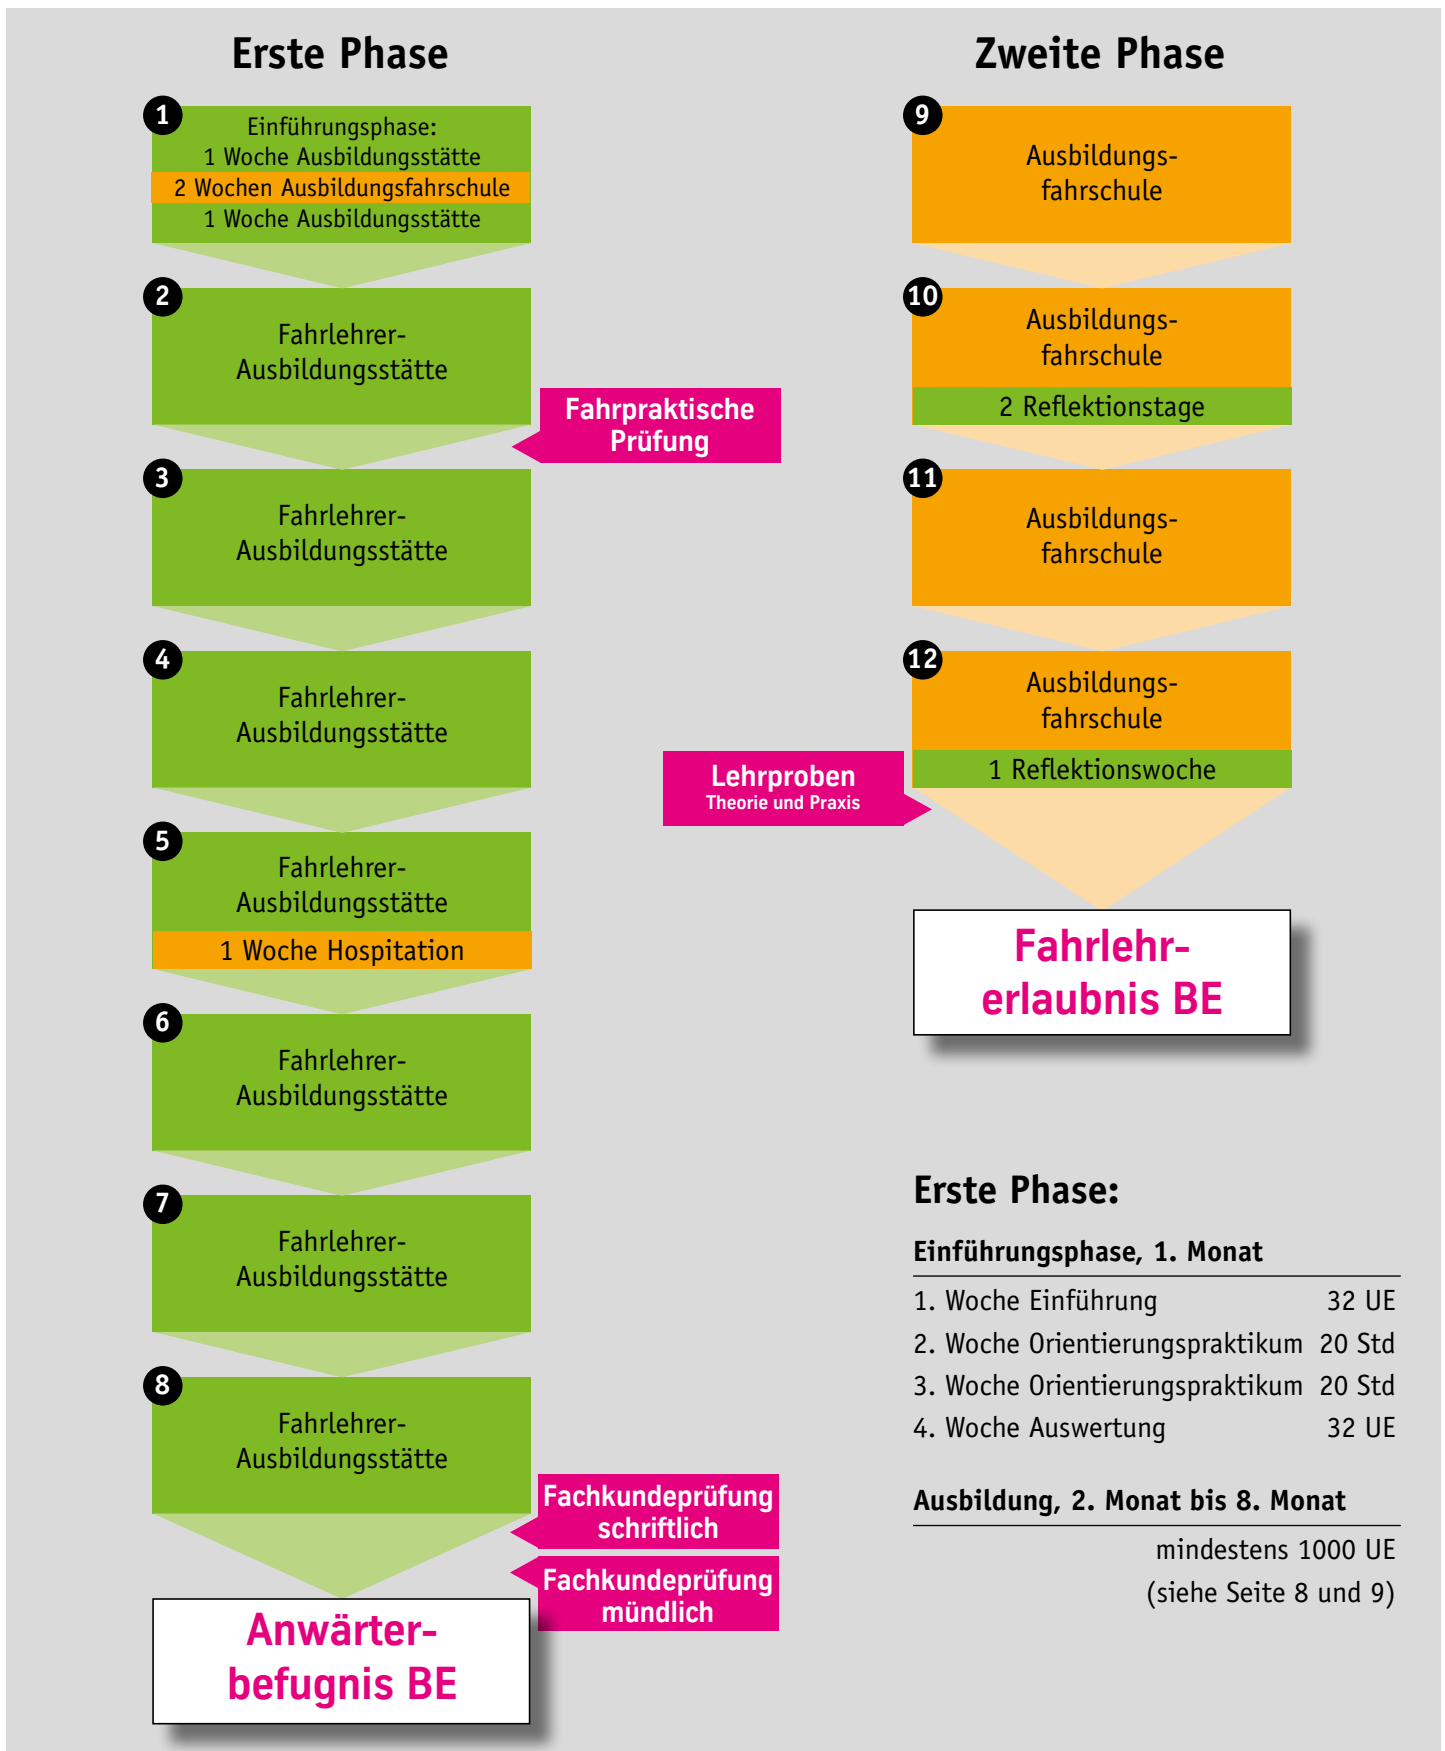 Erste Phase
1
Einführungsphase:
1 Woche Ausbildungsstätte
2 Wochen Ausbildungsfahrschule
1 Woche Ausbildungsstätte
2
Fahrlehrer-
Ausbildungsstätte
Fahrpraktische
Prüfung
3
Fahrlehrer-
Ausbildungsstätte
4
Fahrlehrer-
Ausbildungsstätte
5
Fahrlehrer-
Ausbildungsstätte
1 Woche Hospitation
6
Fahrlehrer-
Ausbildungsstätte
7
Fahrlehrer-
Ausbildungsstätte
8
Fahrlehrer-
Ausbildungsstätte
Fachkundeprüfung
schriftlich
Fachkundeprüfung
mündlich
Anwärter-
befugnis BE
Zweite Phase
9
Ausbildungs-
fahrschule
10
Ausbildungs-
fahrschule
2 Reflektionstage
11
Ausbildungs-
fahrschule
12
Ausbildungs-
fahrschule
1 Reflektionswoche
Lehrproben
Theorie und Praxis
Fahrlehr-
erlaubnis BE
Erste Phase:
Einführungsphase, 1. Monat
1. Woche Einführung 32 UE
2. Woche Orientierungspraktikum 20 Std
3. Woche Orientierungspraktikum 20 Std
4. Woche Auswertung 32 UE
Ausbildung, 2. Monat bis 8. Monat
mindestens 1000 UE
(siehe Seite 8 und 9)